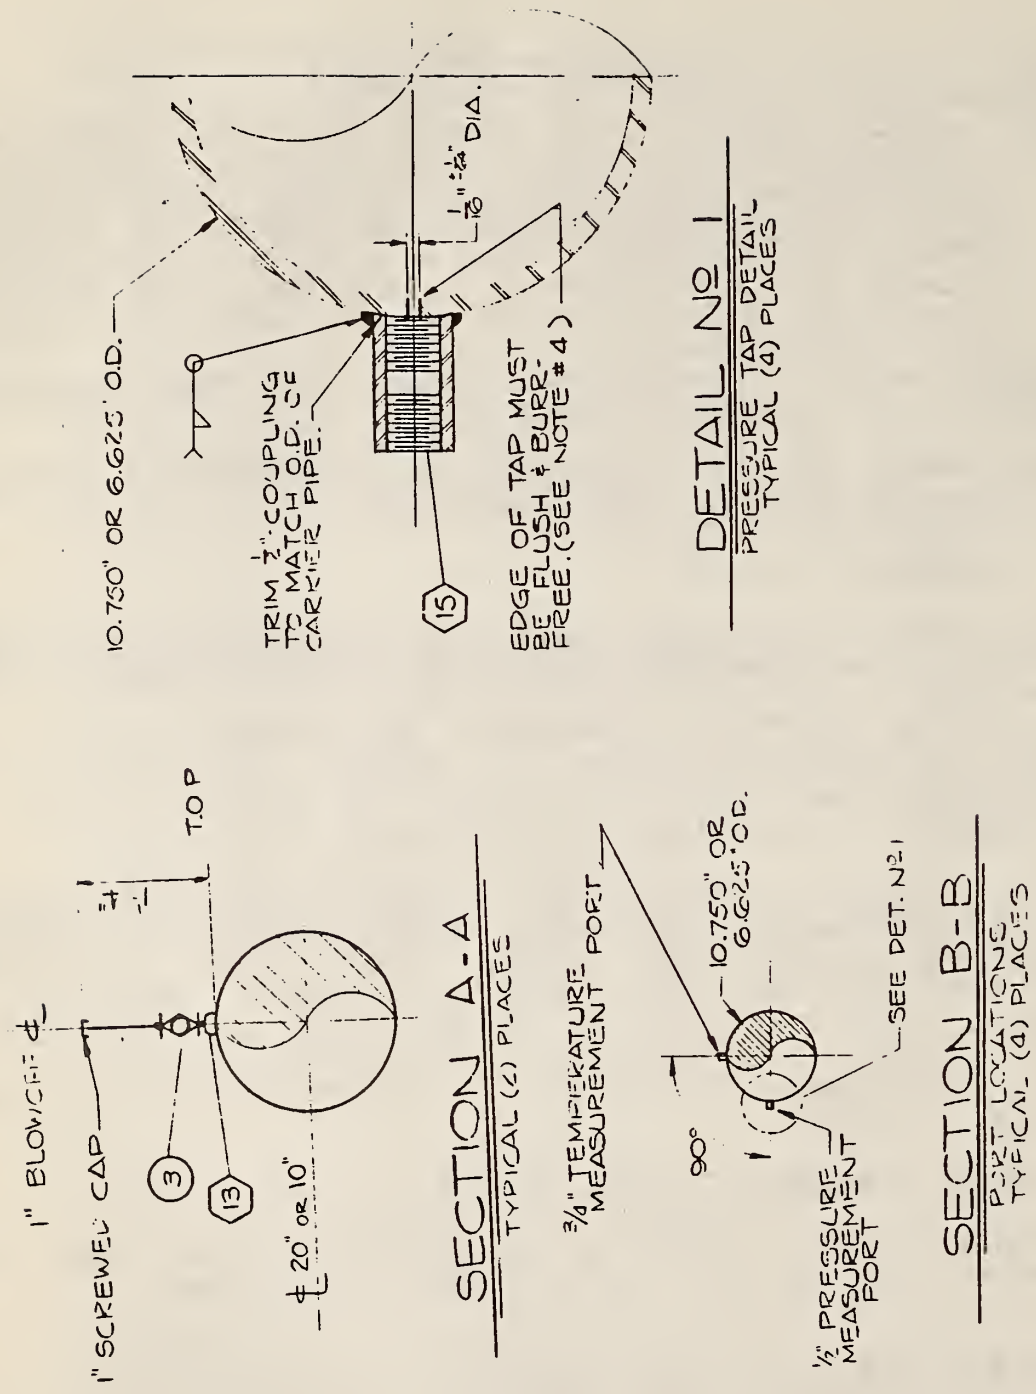 1" BLOWOFF ℄
1" SCREWED CAP
3
13
TOP
℄ 20" OR 10"
SECTION A-A
TYPICAL (2) PLACES
10.750" OR 6.625" O.D.
TRIM ½" COUPLING
TO MATCH O.D. OF
CARRIER PIPE.
15
EDGE OF TAP MUST
BE FLUSH & BURR-
FREE. (SEE NOTE #4)
DIA.
DETAIL Nº 1
PRESSURE TAP DETAIL
TYPICAL (4) PLACES
¾" TEMPERATURE
MEASUREMENT PORT
90°
10.750" OR
6.625" O.D.
½" PRESSURE
MEASUREMENT
PORT
SEE DET. Nº 1
SECTION B-B
PORT LOCATIONS
TYPICAL (4) PLACES